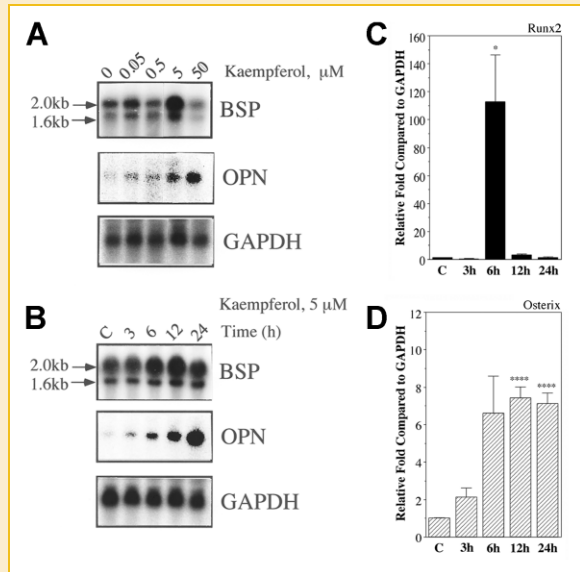 A
0 0.05 0.5 5 50 Kaempferol, µM
2.0kb
1.6kb
BSP
OPN
GAPDH
B
Kaempferol, 5 µM
C 3 6 12 24 Time (h)
2.0kb
1.6kb
BSP
OPN
GAPDH
C
Runx2
Relative Fold Compared to GAPDH
160
140
120
100
80
60
40
20
0
*
C 3h 6h 12h 24h
D
Osterix
Relative Fold Compared to GAPDH
12
10
8
6
4
2
0
**** ****
C 3h 6h 12h 24h